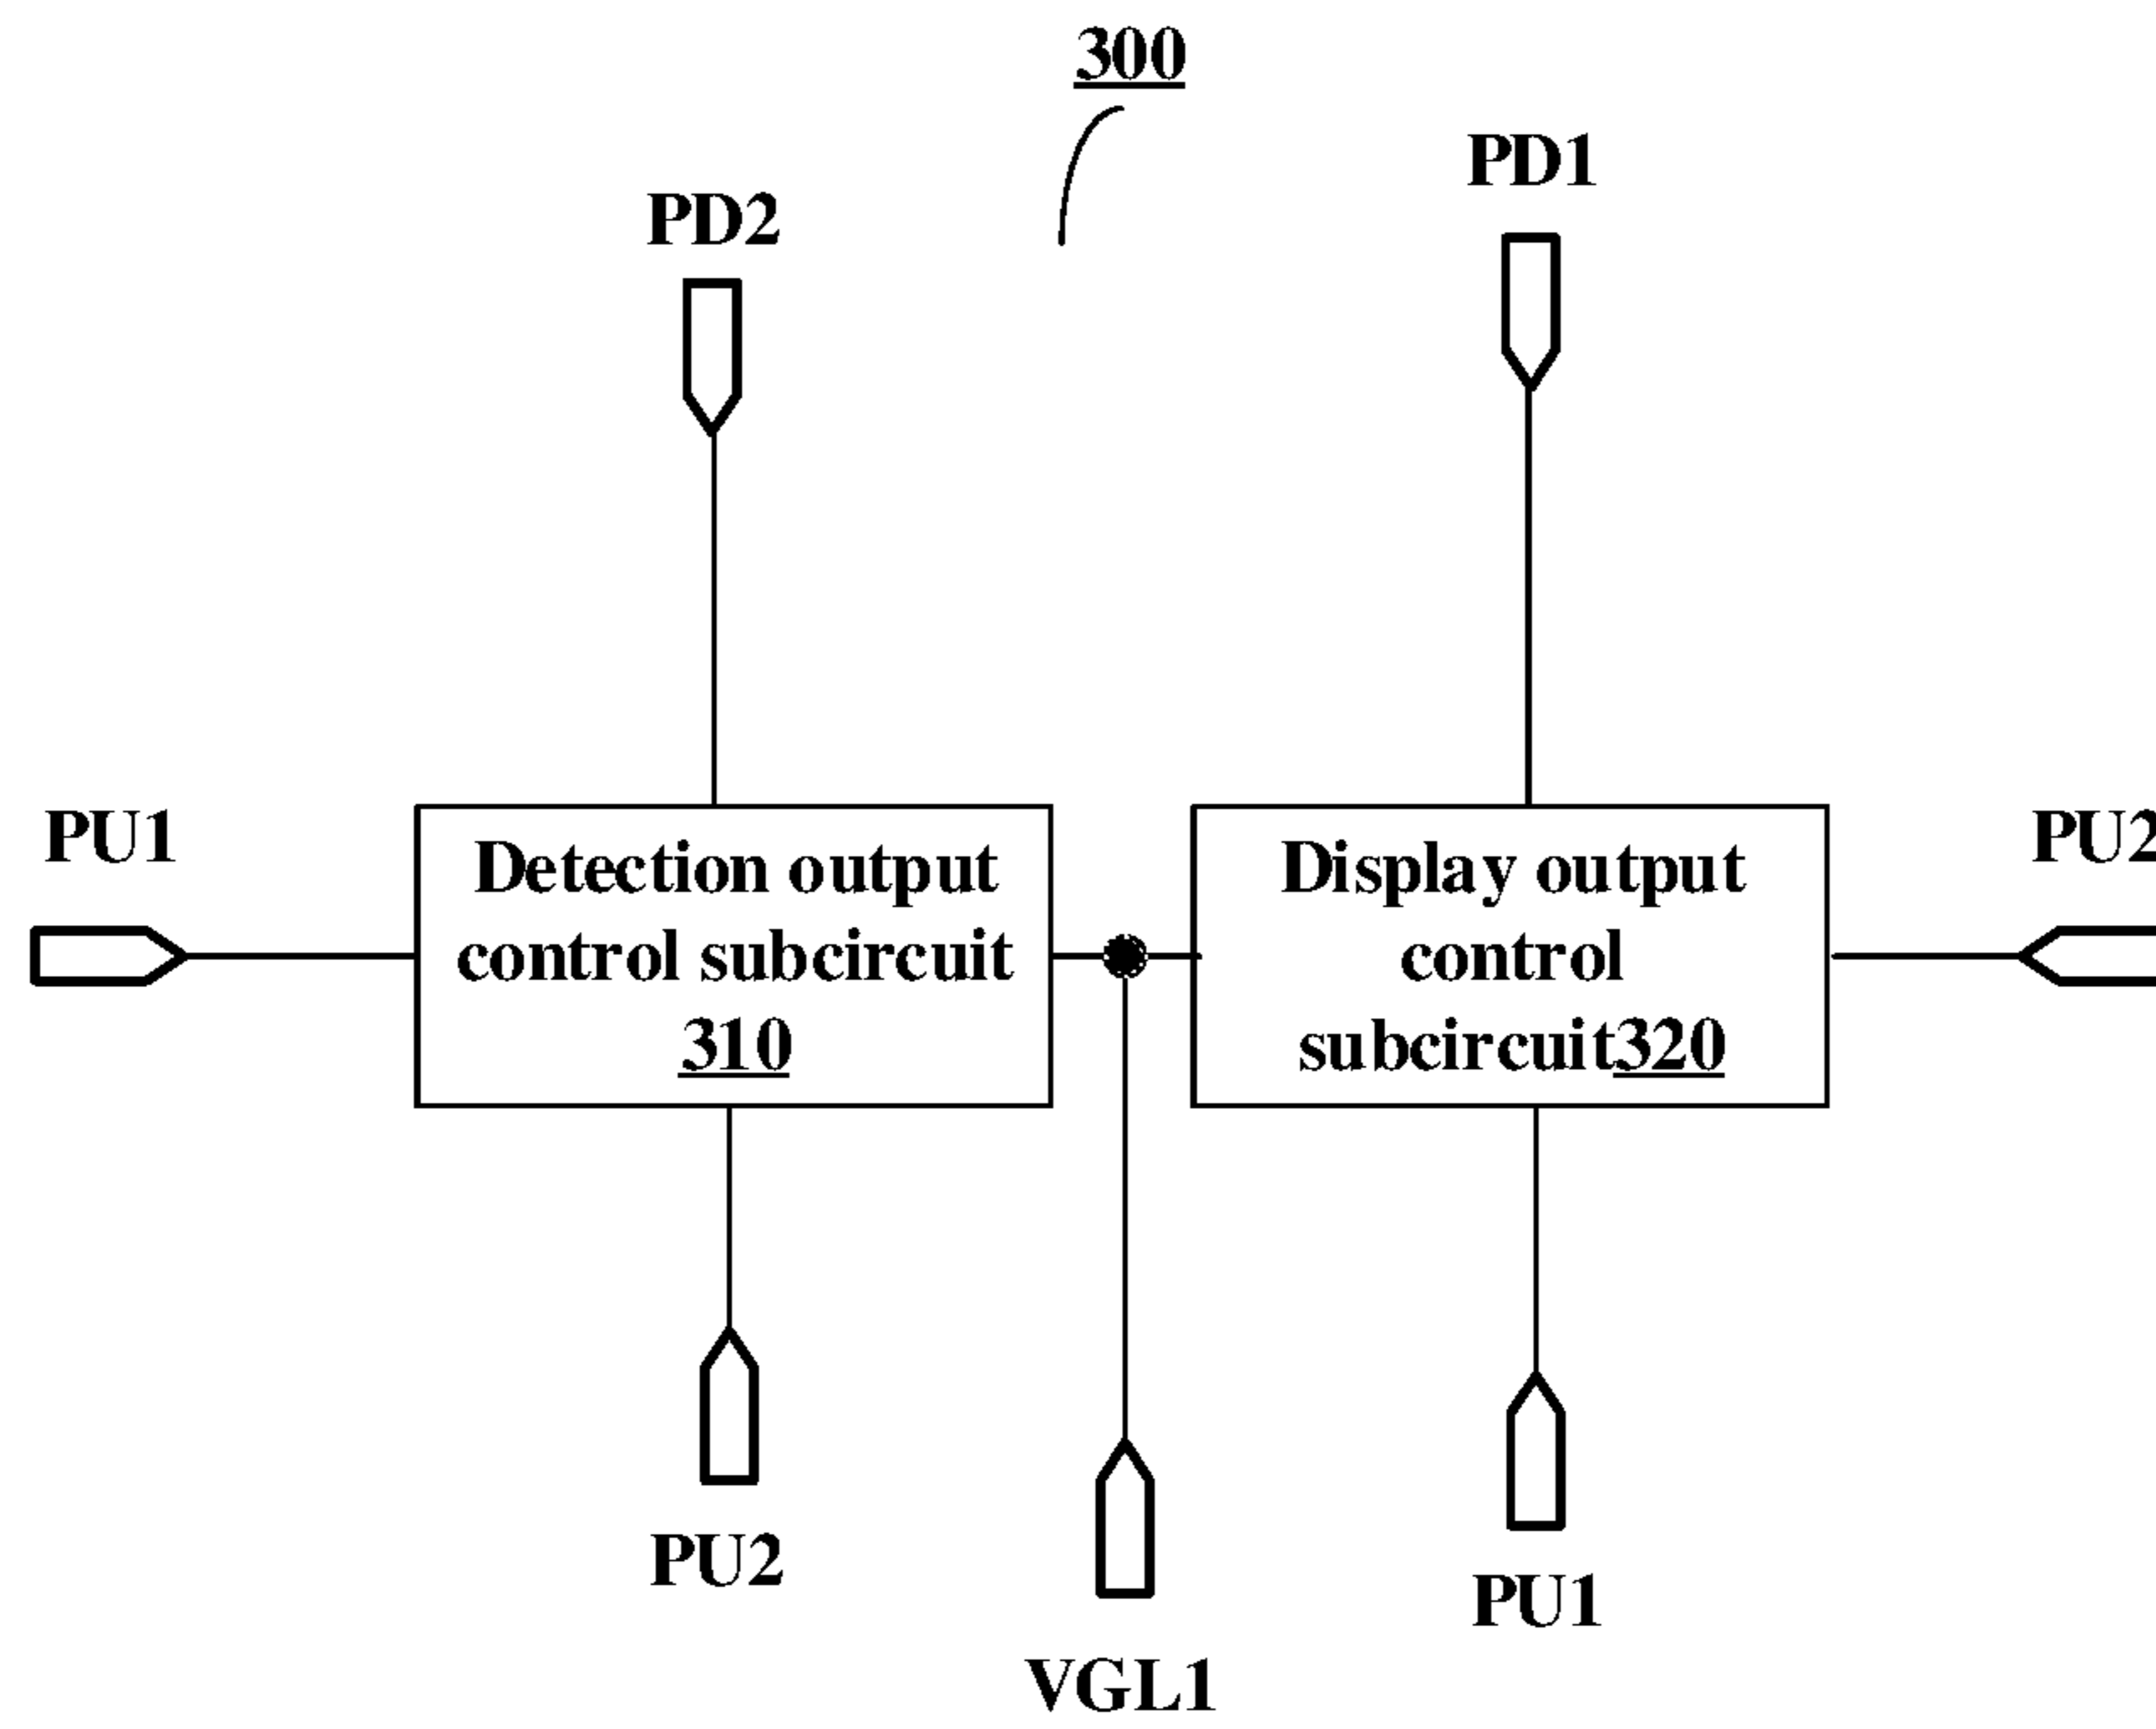 300
PD1
PD2
PU1
Detection output
control subcircuit
310
Display output
control
subcircuit320
PU2
PU2
PU1
VGL1